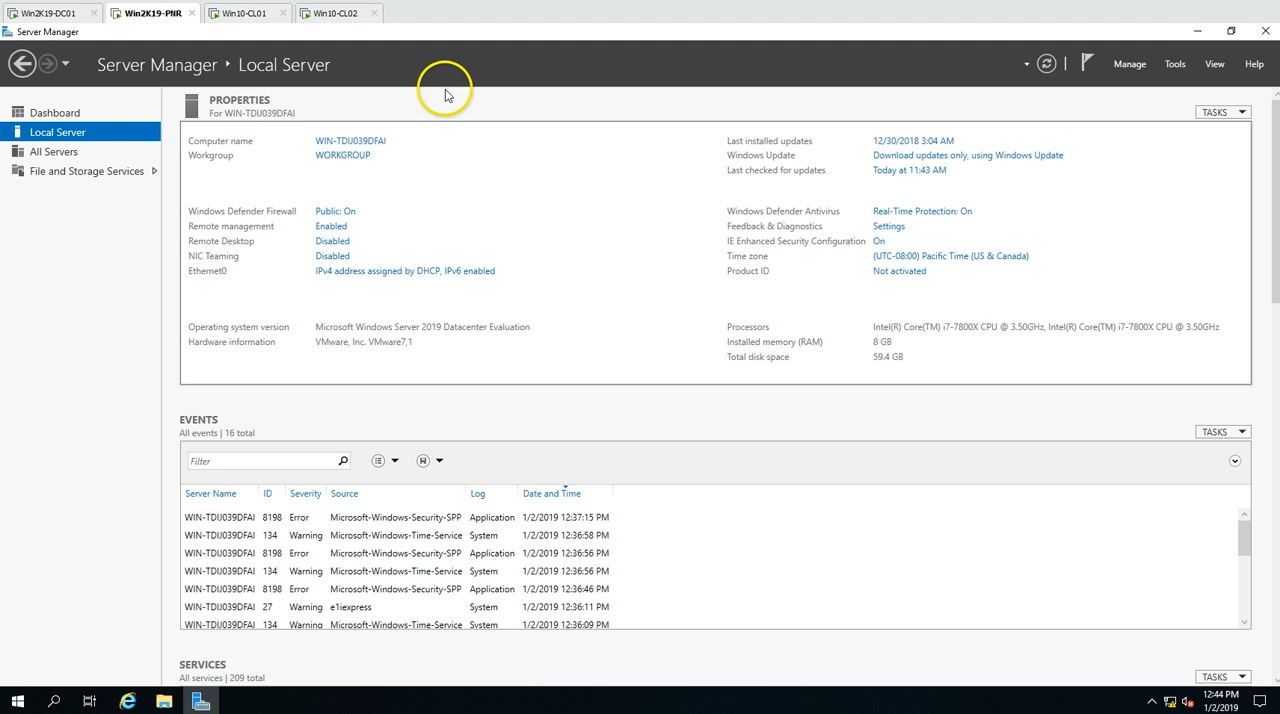 Win2K19-DC01
Win2K19-PNR
Win10-CL01
Win10-CL02
Server Manager
Server Manager ‣ Local Server
Manage
Tools
View
Help
Dashboard
Local Server
All Servers
File and Storage Services
PROPERTIES
For WIN-TDIJ039DFAI
TASKS
Computer name WIN-TDIJ039DFAI
Workgroup WORKGROUP
Last installed updates 12/30/2018 3:04 AM
Windows Update Download updates only, using Windows Update
Last checked for updates Today at 11:43 AM
Windows Defender Firewall Public: On
Remote management Enabled
Remote Desktop Disabled
NIC Teaming Disabled
Ethernet0 IPv4 address assigned by DHCP, IPv6 enabled
Windows Defender Antivirus Real-Time Protection: On
Feedback & Diagnostics Settings
IE Enhanced Security Configuration On
Time zone (UTC-08:00) Pacific Time (US & Canada)
Product ID Not activated
Operating system version Microsoft Windows Server 2019 Datacenter Evaluation
Hardware information VMware, Inc. VMware7,1
Processors Intel(R) Core(TM) i7-7800X CPU @ 3.50GHz, Intel(R) Core(TM) i7-7800X CPU @ 3.50GHz
Installed memory (RAM) 8 GB
Total disk space 59.4 GB
EVENTS
All events | 16 total
TASKS
Filter
Server Name ID Severity Source Log Date and Time
WIN-TDIJ039DFAI 8198 Error Microsoft-Windows-Security-SPP Application 1/2/2019 12:37:15 PM
WIN-TDIJ039DFAI 134 Warning Microsoft-Windows-Time-Service System 1/2/2019 12:36:58 PM
WIN-TDIJ039DFAI 8198 Error Microsoft-Windows-Security-SPP Application 1/2/2019 12:36:56 PM
WIN-TDIJ039DFAI 134 Warning Microsoft-Windows-Time-Service System 1/2/2019 12:36:56 PM
WIN-TDIJ039DFAI 8198 Error Microsoft-Windows-Security-SPP Application 1/2/2019 12:36:46 PM
WIN-TDIJ039DFAI 27 Warning e1iexpress System 1/2/2019 12:36:11 PM
WIN-TDIJ039DFAI 134 Warning Microsoft-Windows-Time-Service System 1/2/2019 12:36:09 PM
SERVICES
All services | 209 total
TASKS
12:44 PM
1/2/2019